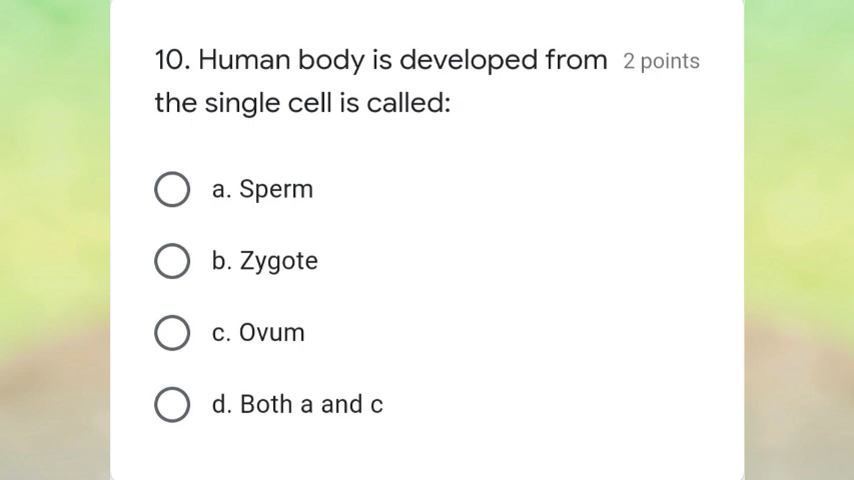 10. Human body is developed from 2 points
the single cell is called:
a. Sperm
b. Zygote
c. Ovum
d. Both a and c